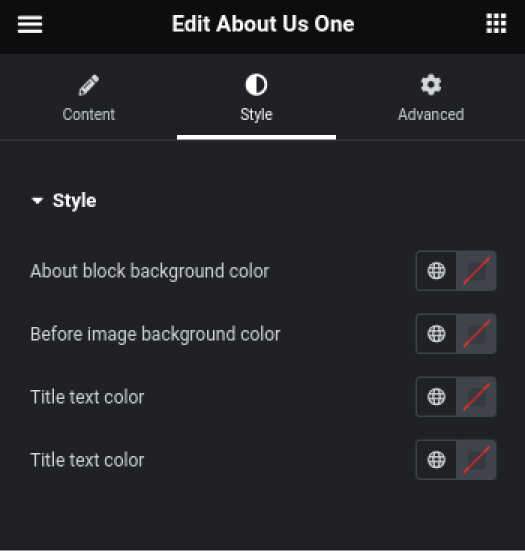 Edit About Us One
Content
Style
Advanced
Style
About block background color
Before image background color
Title text color
Title text color